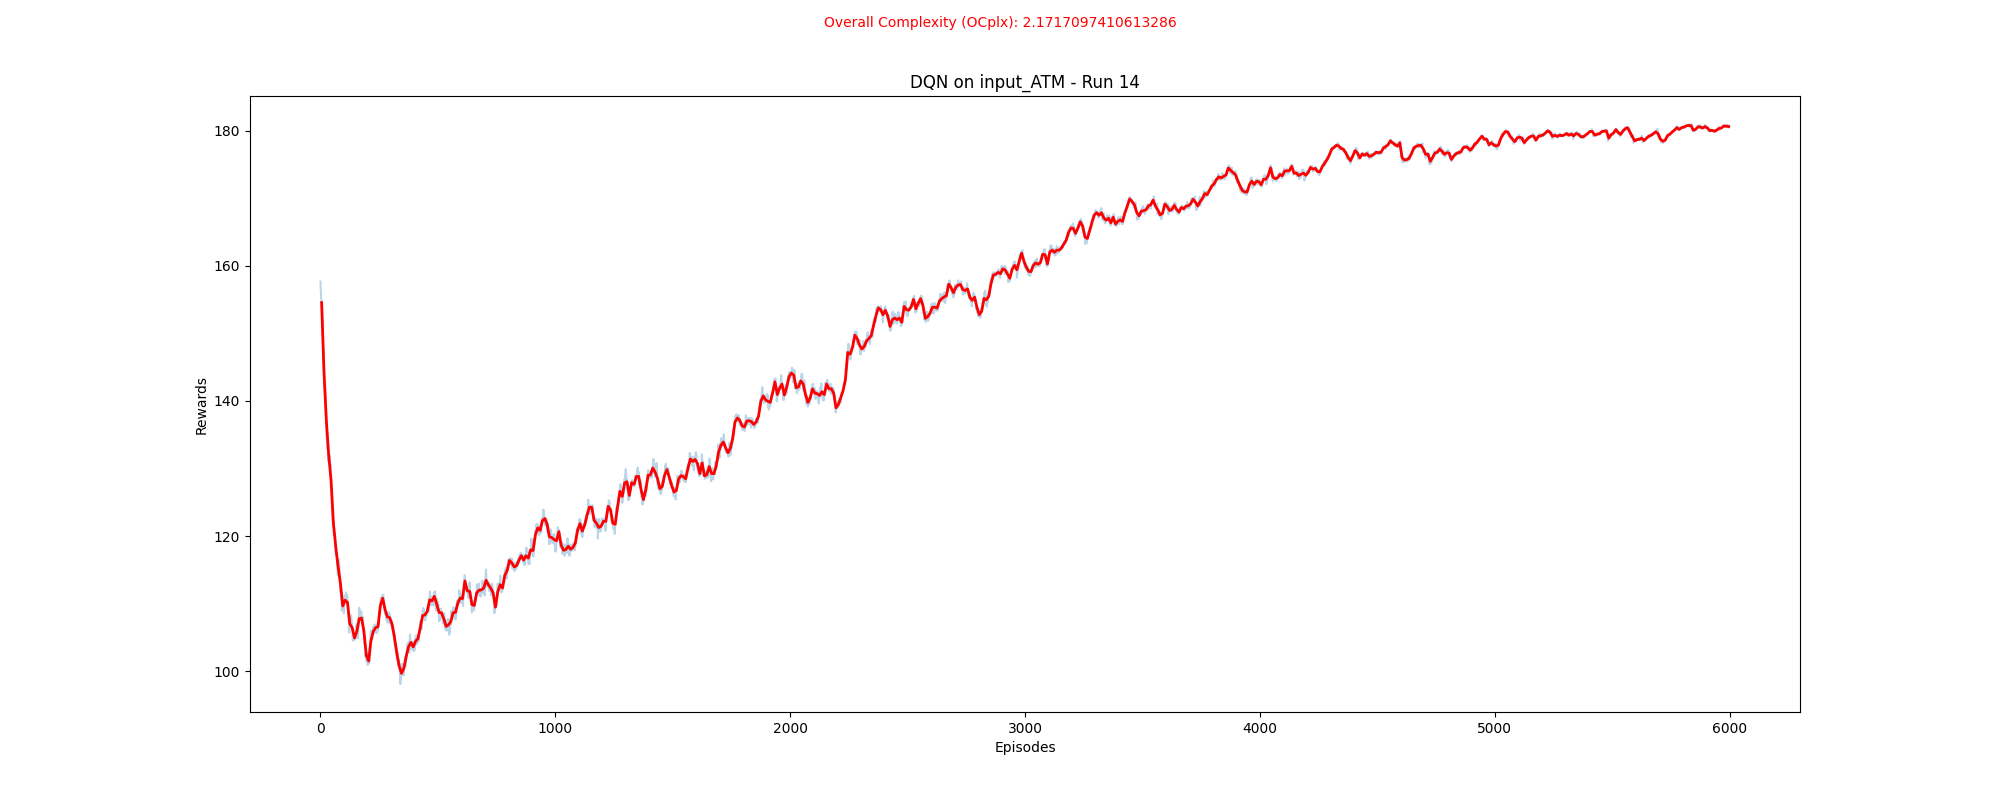 Overall Complexity (OCplx): 2.1717097410613286
DQN on input_ATM - Run 14
Rewards
180
160
140
120
100
0 1000 2000 3000 4000 5000 6000
Episodes